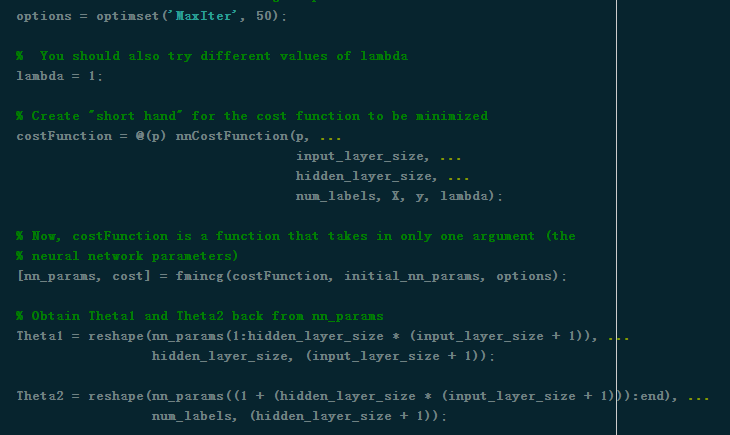 options = optimset('MaxIter', 50);
%  You should also try different values of lambda
lambda = 1;
% Create "short hand" for the cost function to be minimized
costFunction = @(p) nnCostFunction(p, ...
input_layer_size, ...
hidden_layer_size, ...
num_labels, X, y, lambda);
% Now, costFunction is a function that takes in only one argument (the
% neural network parameters)
[nn_params, cost] = fmincg(costFunction, initial_nn_params, options);
% Obtain Theta1 and Theta2 back from nn_params
Theta1 = reshape(nn_params(1:hidden_layer_size * (input_layer_size + 1)), ...
hidden_layer_size, (input_layer_size + 1));
Theta2 = reshape(nn_params((1 + (hidden_layer_size * (input_layer_size + 1))):end), ...
num_labels, (hidden_layer_size + 1));